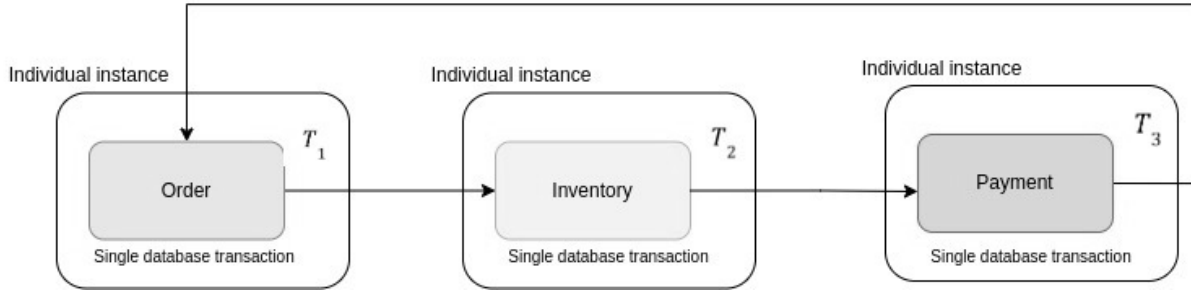 Individual instance
T1
Order
Single database transaction
Individual instance
T2
Inventory
Single database transaction
Individual instance
T3
Payment
Single database transaction